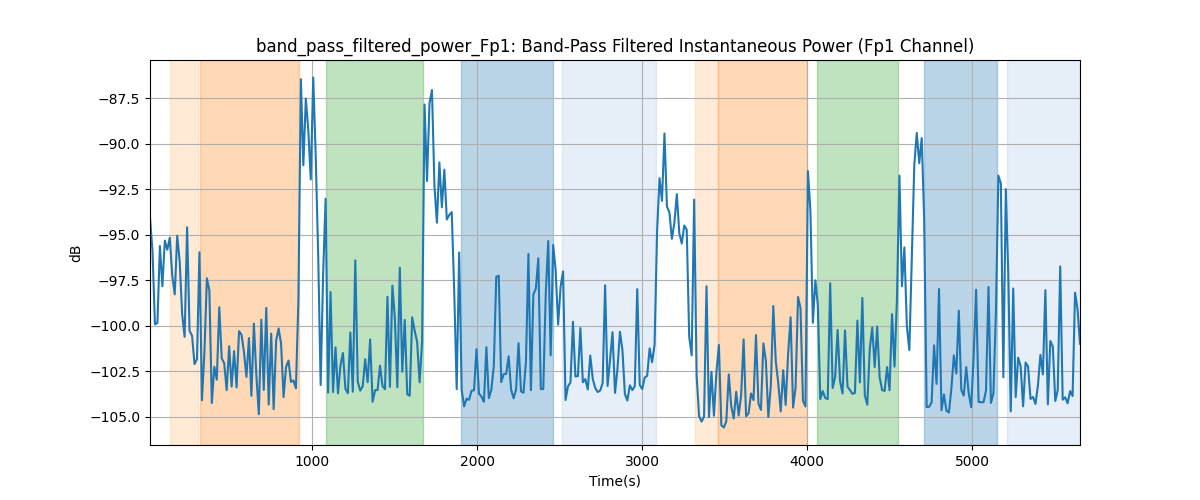 band_pass_filtered_power_Fp1: Band-Pass Filtered Instantaneous Power (Fp1 Channel)
−87.5
−90.0
−92.5
−95.0
−97.5
−100.0
−102.5
−105.0
dB
1000 2000 3000 4000 5000
Time(s)